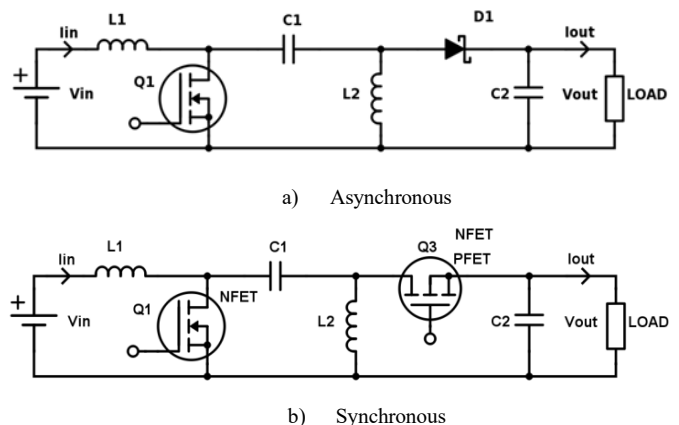 L1 C1 D1 Iin Iout
+ Vin Q1 L2 C2 Vout LOAD
a) Asynchronous
L1 C1 Q3 NFET Iin Iout
PFET
+ Vin Q1 NFET L2 C2 Vout LOAD
b) Synchronous